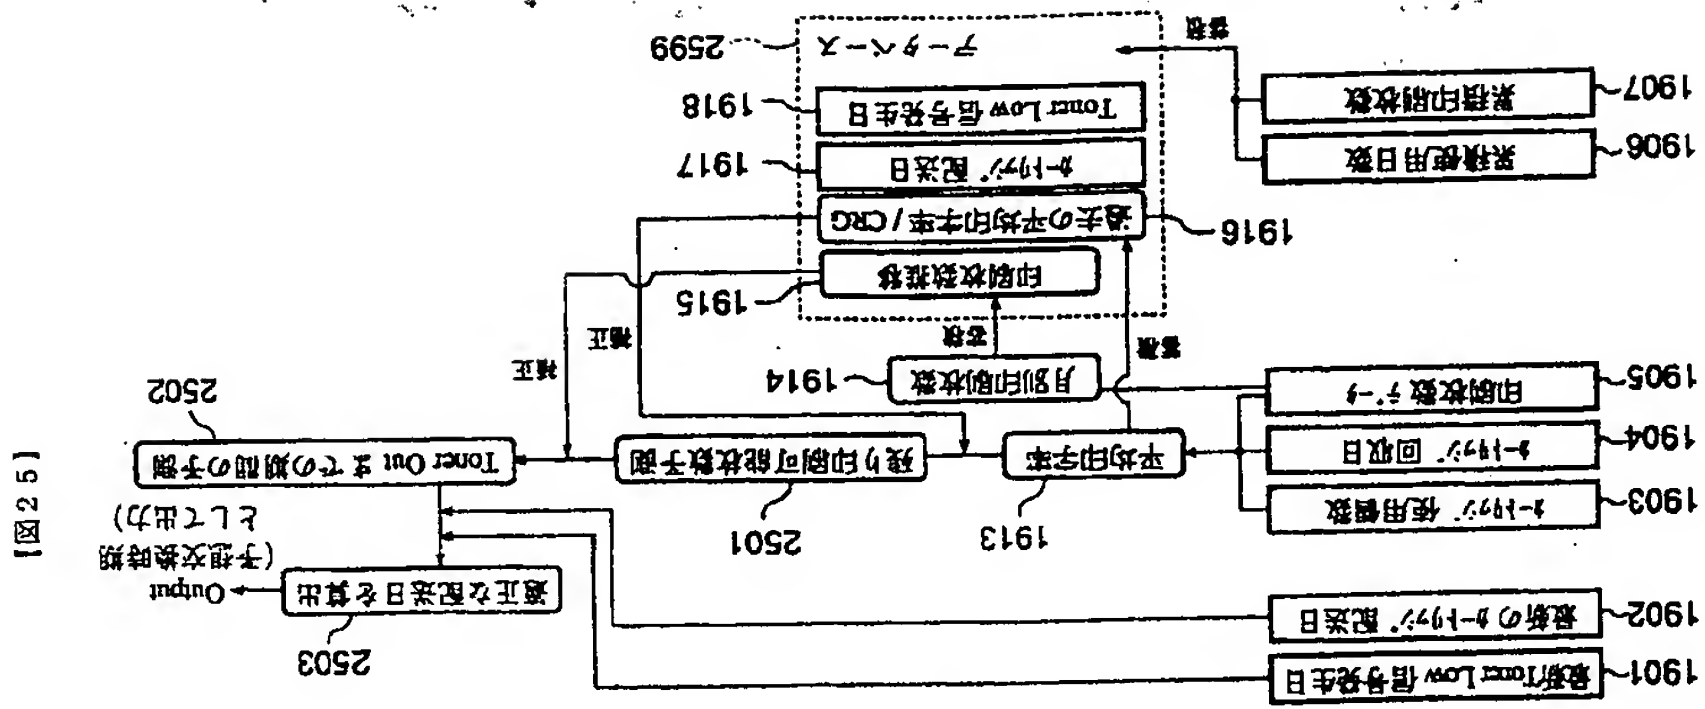 【図25】
1901
最新Toner Low信号発生日
1902
最新のカートリッジ配送日
1903
カートリッジ使用個数
1904
カートリッジ回収日
1905
印刷枚数データ
1906
累積使用日数
1907
累積印刷枚数
2503
適正な配送日を算出
Output
(予想交換時期
として出力)
1913
平均印字率
2501
残り印刷可能枚数予測
2502
Toner Outまでの期間の予測
補正
補正
1914
月別印刷枚数
蓄積
蓄積
1915
印刷枚数推移
1916
過去の平均印字率/CRG
1917
カートリッジ配送日
1918
Toner Low信号発生日
データベース
2599
蓄積